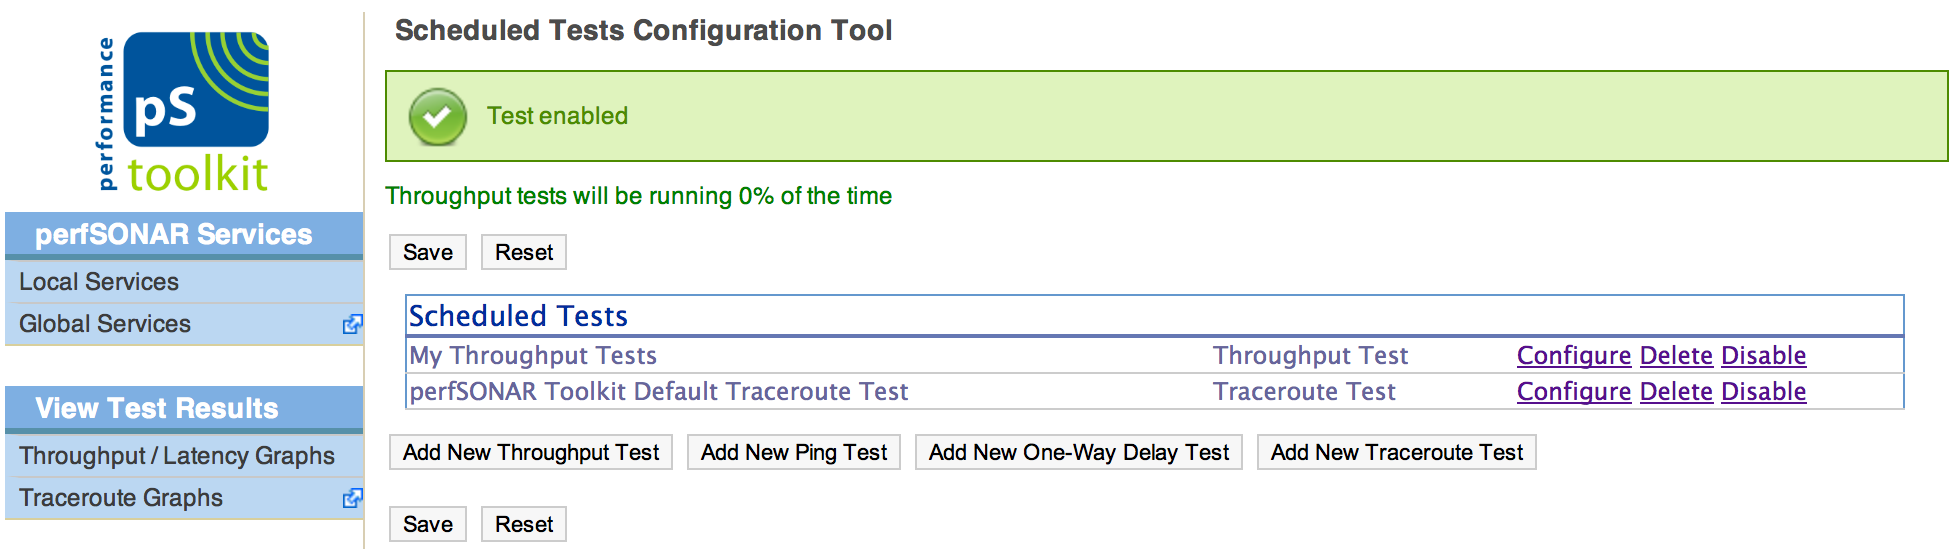 performance
pS
toolkit
perfSONAR Services
Local Services
Global Services
View Test Results
Throughput / Latency Graphs
Traceroute Graphs
Scheduled Tests Configuration Tool
Test enabled
Throughput tests will be running 0% of the time
Save Reset
Scheduled Tests
My Throughput Tests Throughput Test Configure Delete Disable
perfSONAR Toolkit Default Traceroute Test Traceroute Test Configure Delete Disable
Add New Throughput Test Add New Ping Test Add New One-Way Delay Test Add New Traceroute Test
Save Reset